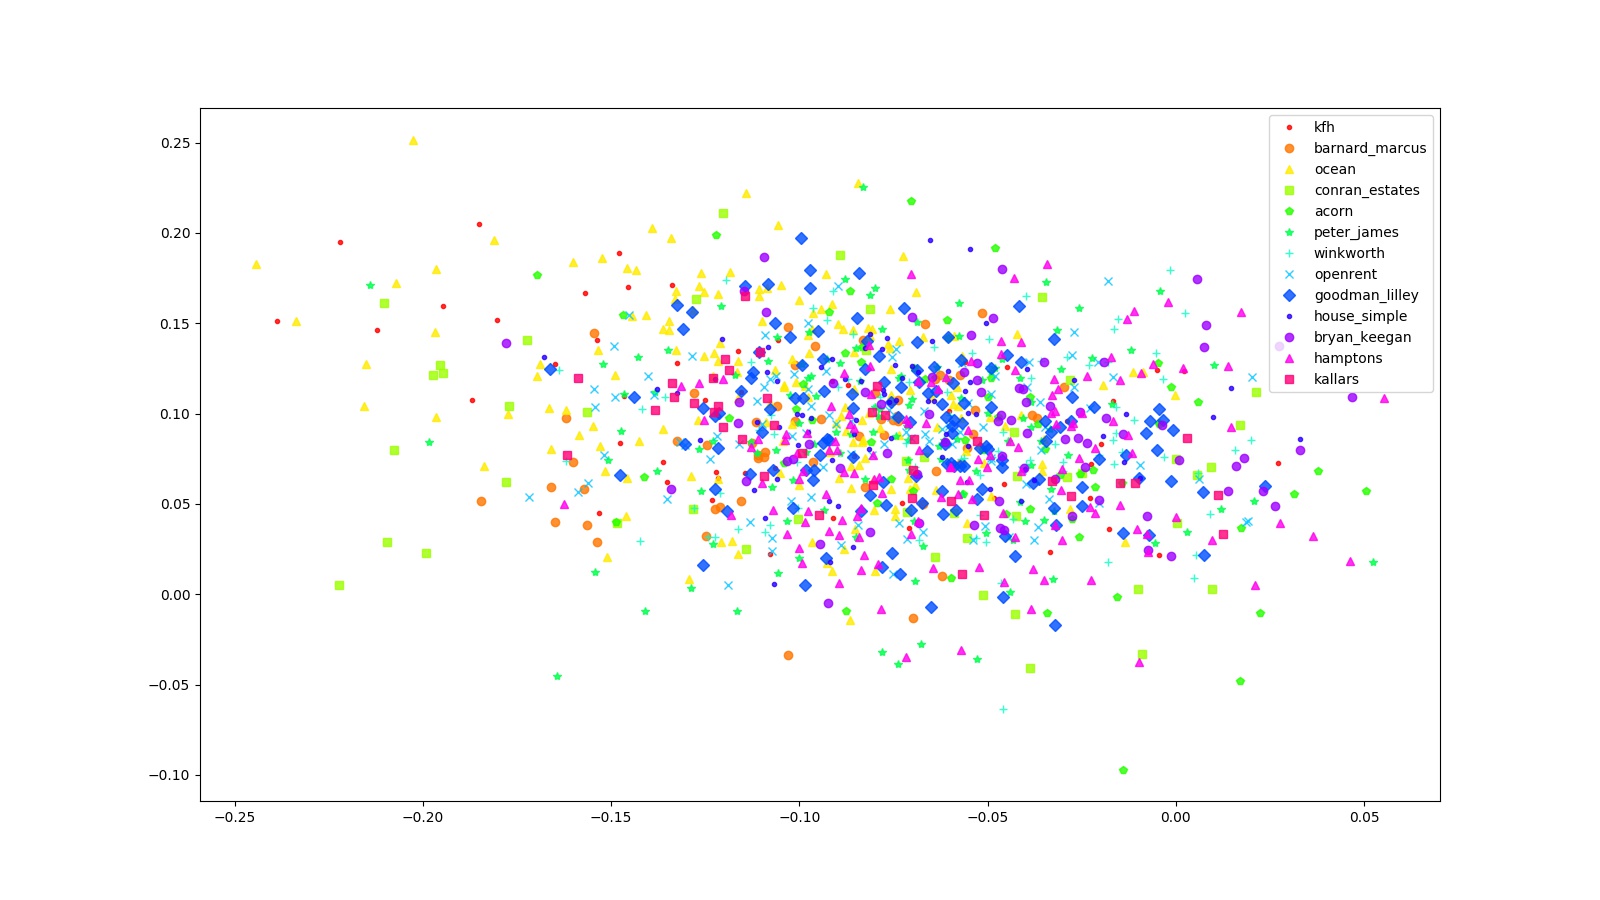 0.25
0.20
0.15
0.10
0.05
0.00
−0.05
−0.10
−0.25
−0.20
−0.15
−0.10
−0.05
0.00
0.05
kfh
barnard_marcus
ocean
conran_estates
acorn
peter_james
winkworth
openrent
goodman_lilley
house_simple
bryan_keegan
hamptons
kallars